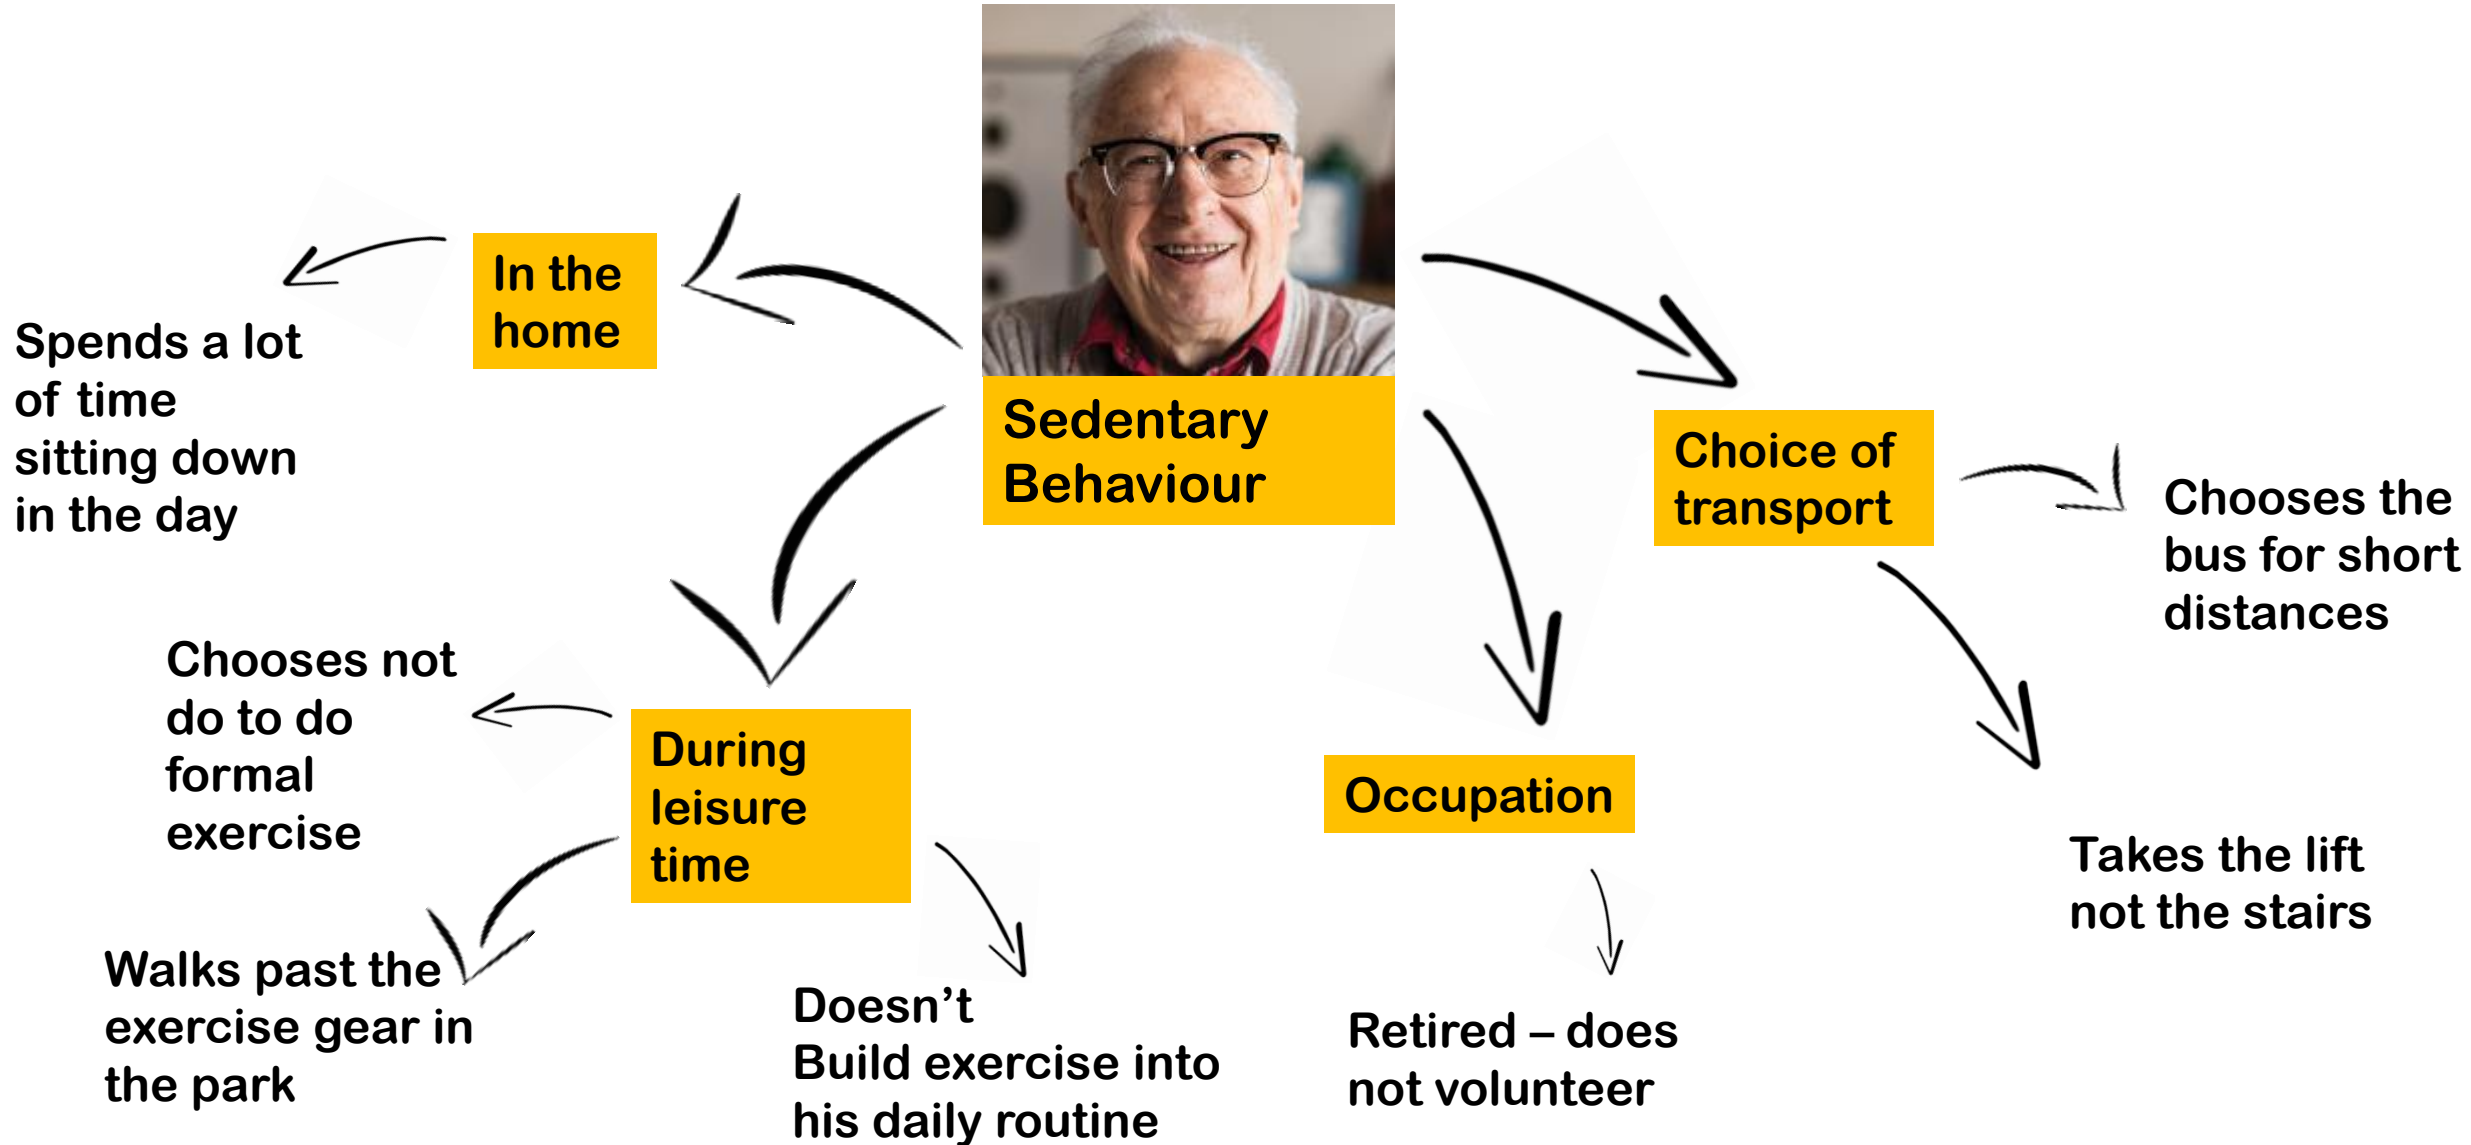 Sedentary
Behaviour
In the
home
Spends a lot
of time
sitting down
in the day
During
leisure
time
Chooses not
do to do
formal
exercise
Walks past the
exercise gear in
the park
Doesn’t
Build exercise into
his daily routine
Occupation
Retired – does
not volunteer
Choice of
transport
Chooses the
bus for short
distances
Takes the lift
not the stairs